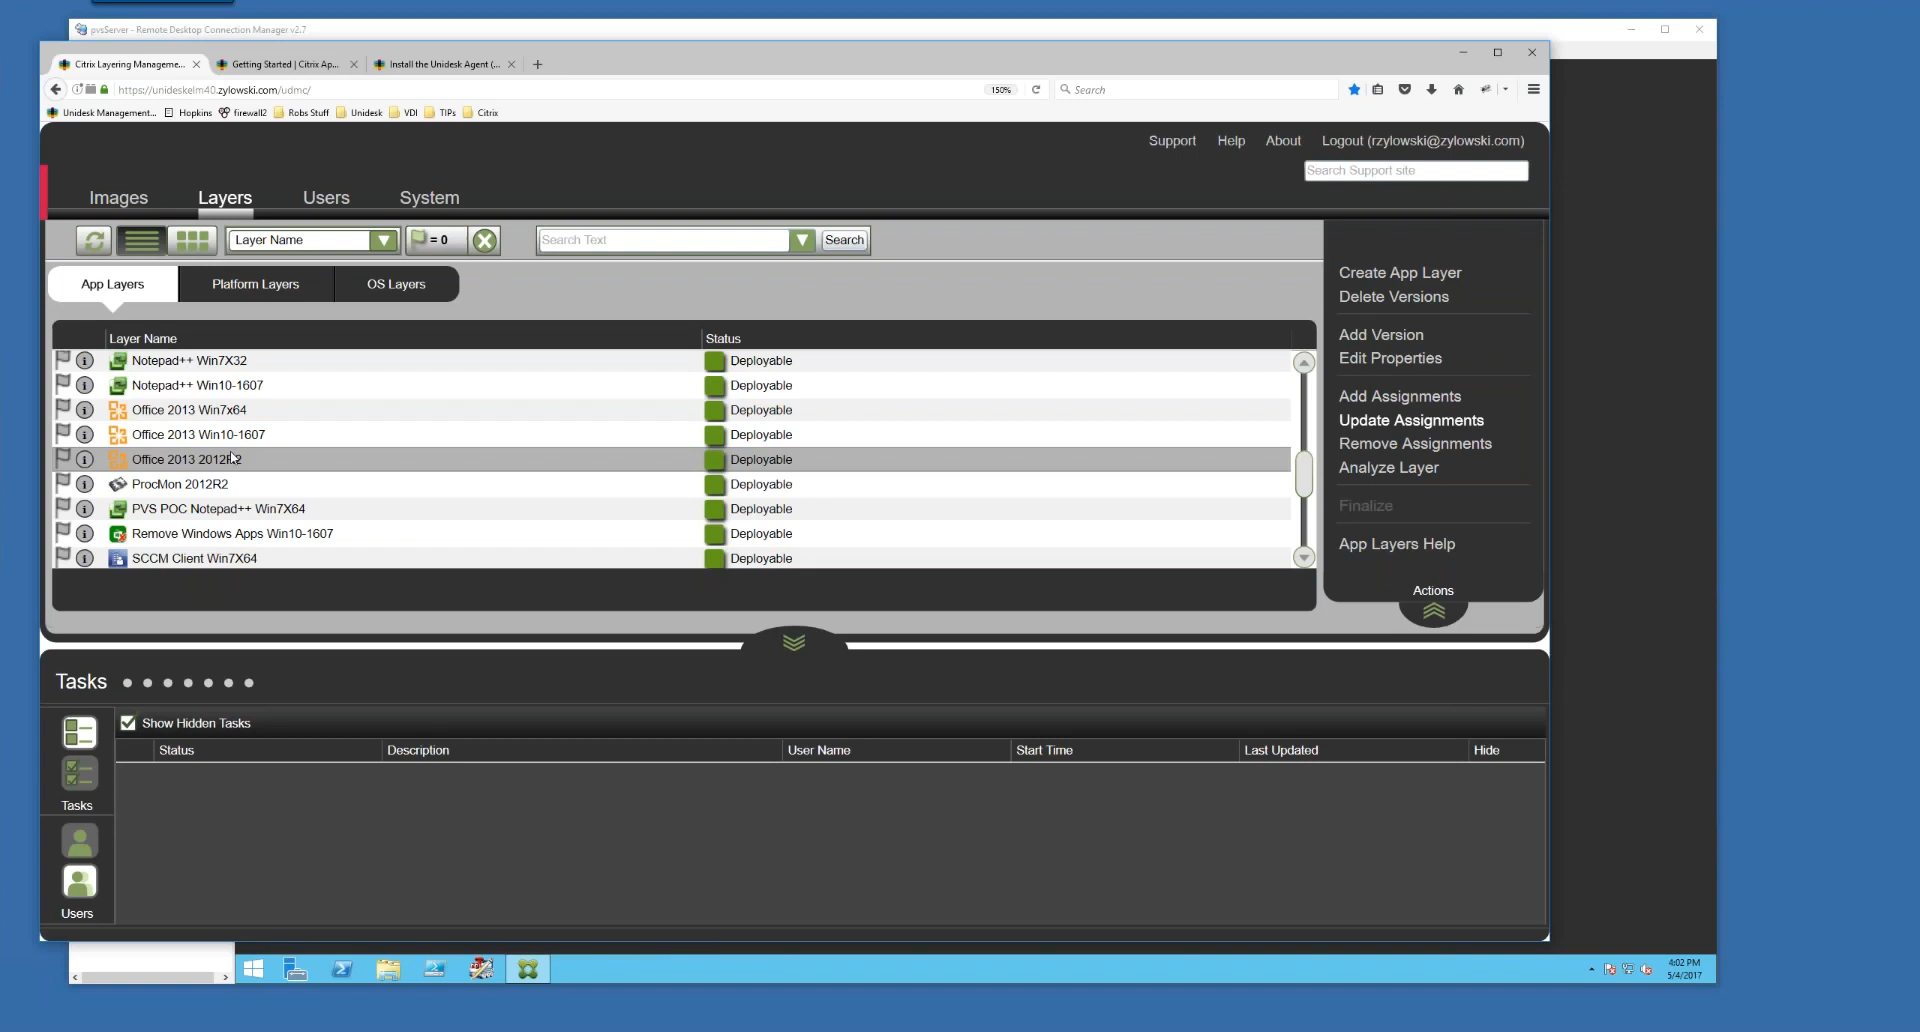 pvsServer - Remote Desktop Connection Manager v2.7
Citrix Layering Manageme...
Getting Started | Citrix Ap...
Install the Unidesk Agent (...
https://unideskelm40.zylowski.com/udmc/
150%
Search
Unidesk Management...
Hopkins
firewall2
Robs Stuff
Unidesk
VDI
TIPs
Citrix
Support
Help
About
Logout (rzylowski@zylowski.com)
Search Support site
Images
Layers
Users
System
Layer Name
= 0
Search Text
Search
App Layers
Platform Layers
OS Layers
Layer Name
Status
Notepad++ Win7X32
Deployable
Notepad++ Win10-1607
Deployable
Office 2013 Win7x64
Deployable
Office 2013 Win10-1607
Deployable
Office 2013 2012R2
Deployable
ProcMon 2012R2
Deployable
PVS POC Notepad++ Win7X64
Deployable
Remove Windows Apps Win10-1607
Deployable
SCCM Client Win7X64
Deployable
Create App Layer
Delete Versions
Add Version
Edit Properties
Add Assignments
Update Assignments
Remove Assignments
Analyze Layer
Finalize
App Layers Help
Actions
Tasks
Show Hidden Tasks
Status
Description
User Name
Start Time
Last Updated
Hide
Tasks
Users
4:02 PM
5/4/2017